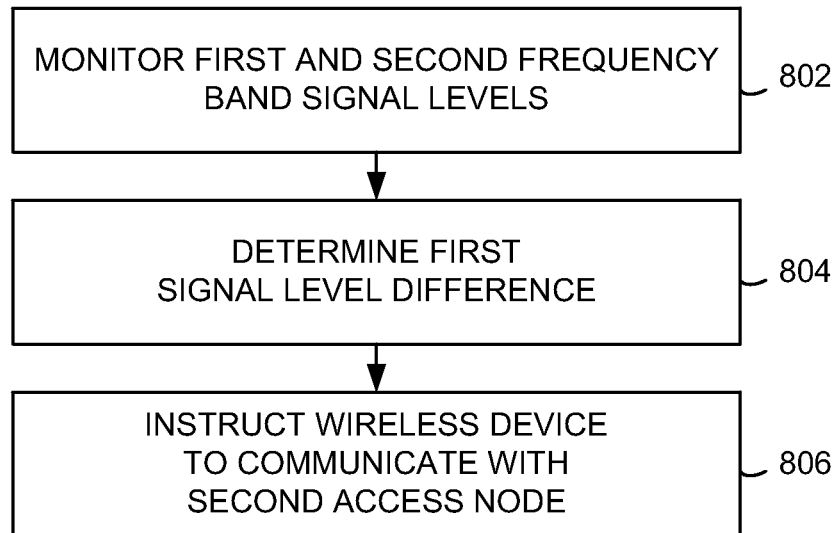 MONITOR FIRST AND SECOND FREQUENCY
BAND SIGNAL LEVELS
802
DETERMINE FIRST
SIGNAL LEVEL DIFFERENCE
804
INSTRUCT WIRELESS DEVICE
TO COMMUNICATE WITH
SECOND ACCESS NODE
806